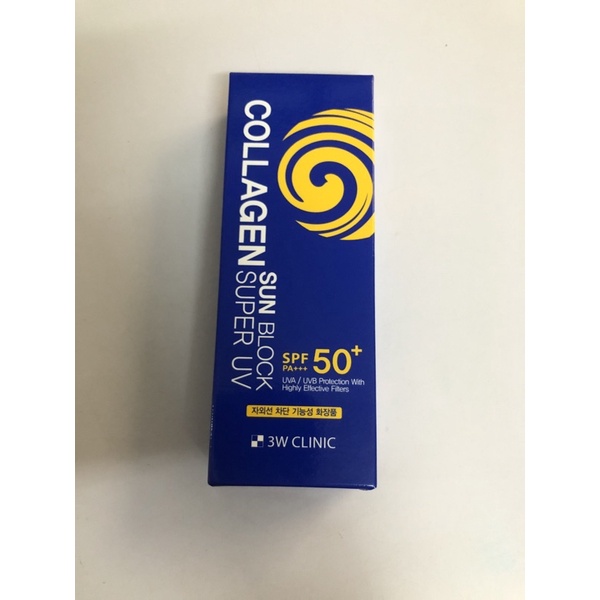 COLLAGEN
SUN BLOCK
SUPER UV
SPF 50+
PA+++
UVA / UVB Protection With
Highly Effective Filters
자외선 차단 기능성 화장품
3W CLINIC